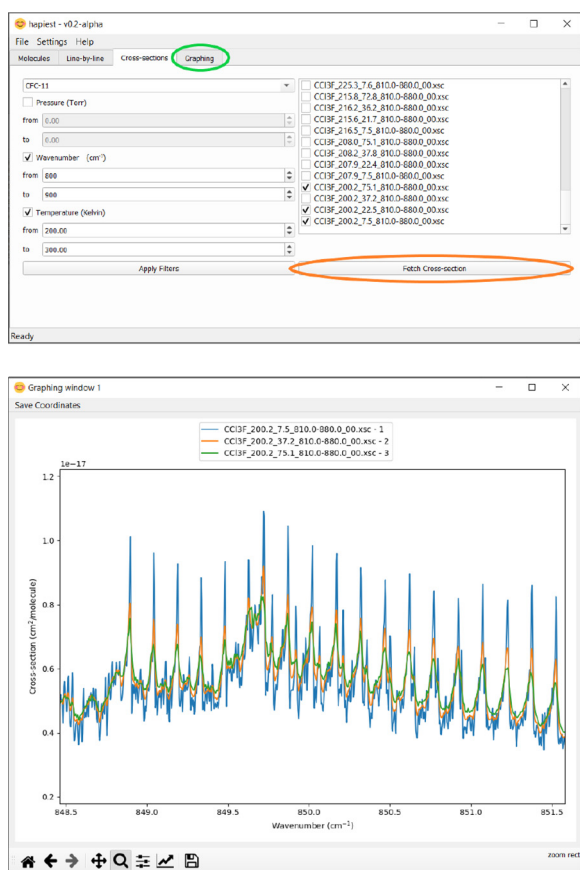 hapiest - v0.2-alpha
File Settings Help
Molecules Line-by-line Cross-sections Graphing
CFC-11
Pressure (Torr)
from 0.00
to 0.00
Wavenumber (cm⁻¹)
from 800
to 900
Temperature (Kelvin)
from 200.00
to 300.00
Apply Filters
CCl3F_225.3_7.6_810.0-880.0_00.xsc
CCl3F_215.8_72.8_810.0-880.0_00.xsc
CCl3F_216.2_36.2_810.0-880.0_00.xsc
CCl3F_215.6_21.7_810.0-880.0_00.xsc
CCl3F_216.5_7.5_810.0-880.0_00.xsc
CCl3F_208.0_75.1_810.0-880.0_00.xsc
CCl3F_208.2_37.8_810.0-880.0_00.xsc
CCl3F_207.9_22.4_810.0-880.0_00.xsc
CCl3F_207.9_7.5_810.0-880.0_00.xsc
CCl3F_200.2_75.1_810.0-880.0_00.xsc
CCl3F_200.2_37.2_810.0-880.0_00.xsc
CCl3F_200.2_22.5_810.0-880.0_00.xsc
CCl3F_200.2_7.5_810.0-880.0_00.xsc
Fetch Cross-section
Ready
Graphing window 1
Save Coordinates
CCl3F_200.2_7.5_810.0-880.0_00.xsc - 1
CCl3F_200.2_37.2_810.0-880.0_00.xsc - 2
CCl3F_200.2_75.1_810.0-880.0_00.xsc - 3
1e−17
1.2
1.0
0.8
0.6
0.4
0.2
Cross-section (cm²/molecule)
848.5 849.0 849.5 850.0 850.5 851.0 851.5
Wavenumber (cm⁻¹)
zoom rect